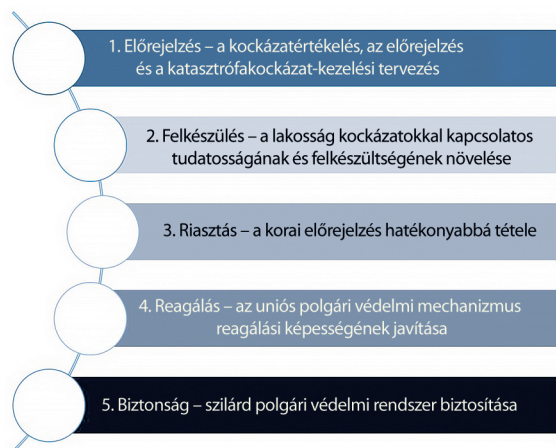 1. Előrejelzés – a kockázatértékelés, az előrejelzés
és a katasztrófakockázat-kezelési tervezés
2. Felkészülés – a lakosság kockázatokkal kapcsolatos
tudatosságának és felkészültségének növelése
3. Riasztás – a korai előrejelzés hatékonyabbá tétele
4. Reagálás – az uniós polgári védelmi mechanizmus
reagálási képességének javítása
5. Biztonság – szilárd polgári védelmi rendszer biztosítása